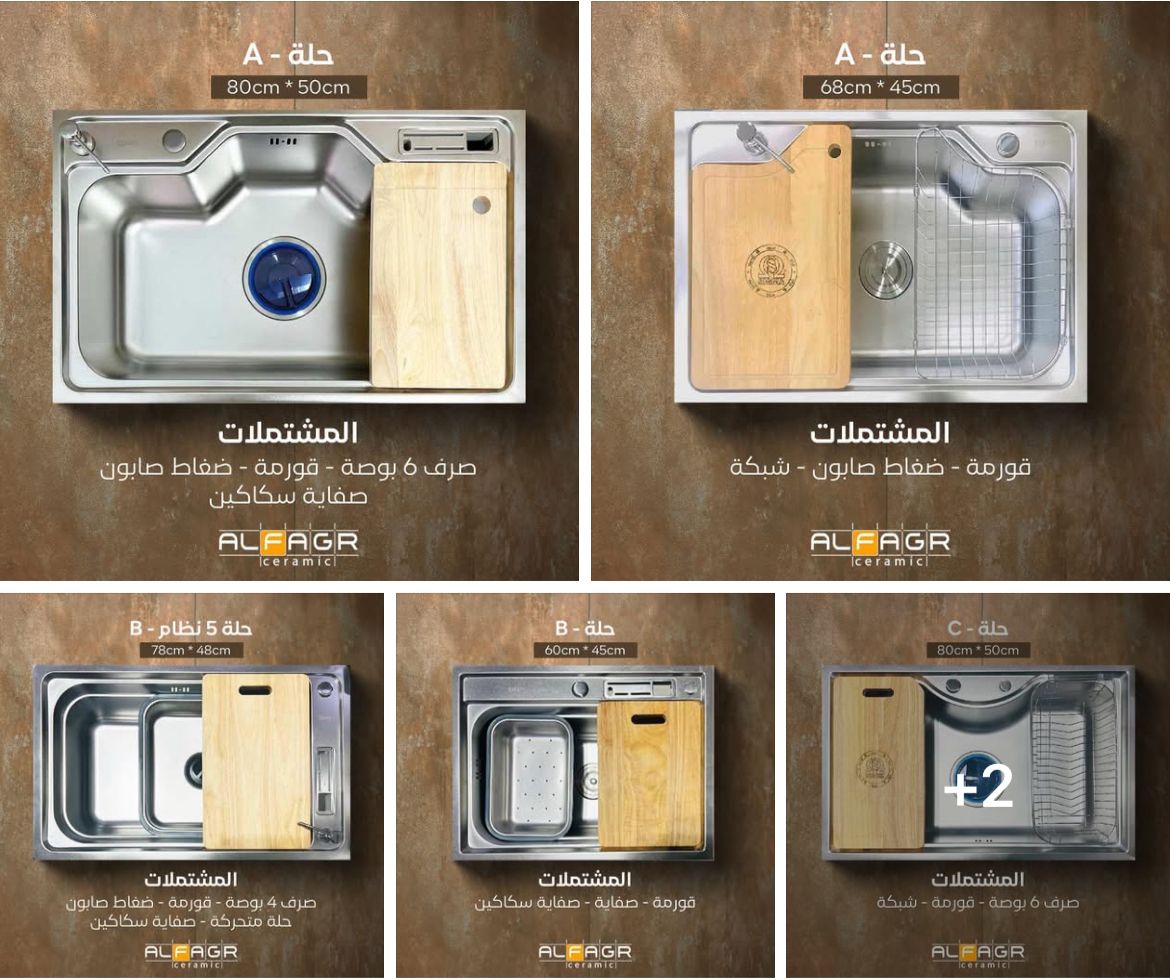 حلة - A
80cm * 50cm
المشتملات
صرف 6 بوصة - قورمة - ضغاط صابون
صفاية سكاكين
ALFAGR
ceramic
حلة - A
68cm * 45cm
المشتملات
قورمة - ضغاط صابون - شبكة
ALFAGR
ceramic
حلة 5 نظام - B
78cm * 48cm
المشتملات
صرف 4 بوصة - قورمة - ضغاط صابون
حلة متحركة - صفاية سكاكين
ALFAGR
ceramic
حلة - B
60cm * 45cm
المشتملات
قورمة - صفاية - صفاية سكاكين
ALFAGR
ceramic
حلة - C
80cm * 50cm
+2
المشتملات
صرف 6 بوصة - قورمة - شبكة
ALFAGR
ceramic